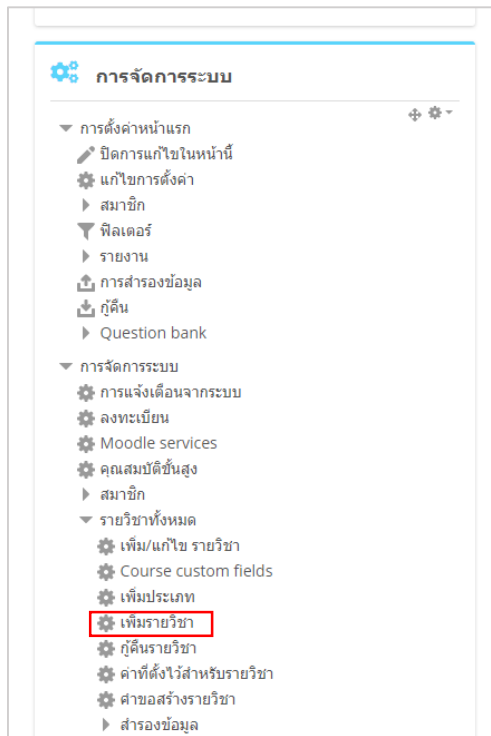 การจัดการระบบ
การตั้งค่าหน้าแรก
ปิดการแก้ไขในหน้านี้
แก้ไขการตั้งค่า
สมาชิก
ฟิลเตอร์
รายงาน
การสำรองข้อมูล
กู้คืน
Question bank
การจัดการระบบ
การแจ้งเตือนจากระบบ
ลงทะเบียน
Moodle services
คุณสมบัติขั้นสูง
สมาชิก
รายวิชาทั้งหมด
เพิ่ม/แก้ไข รายวิชา
Course custom fields
เพิ่มประเภท
เพิ่มรายวิชา
กู้คืนรายวิชา
ค่าที่ตั้งไว้สำหรับรายวิชา
คำขอสร้างรายวิชา
สำรองข้อมูล